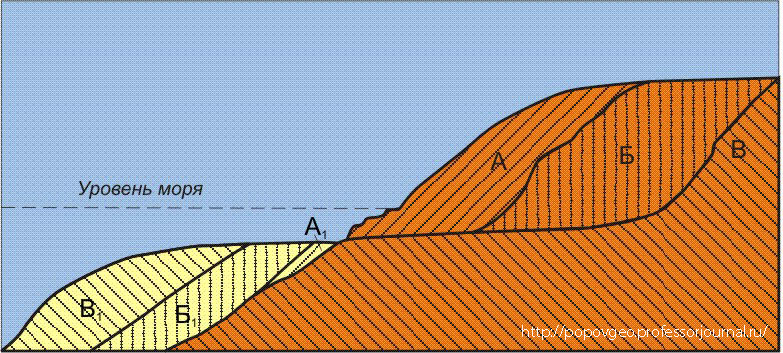 А
Б
В
Уровень моря
А1
В1
Б1
http://popovgeo.professorjournal.ru/